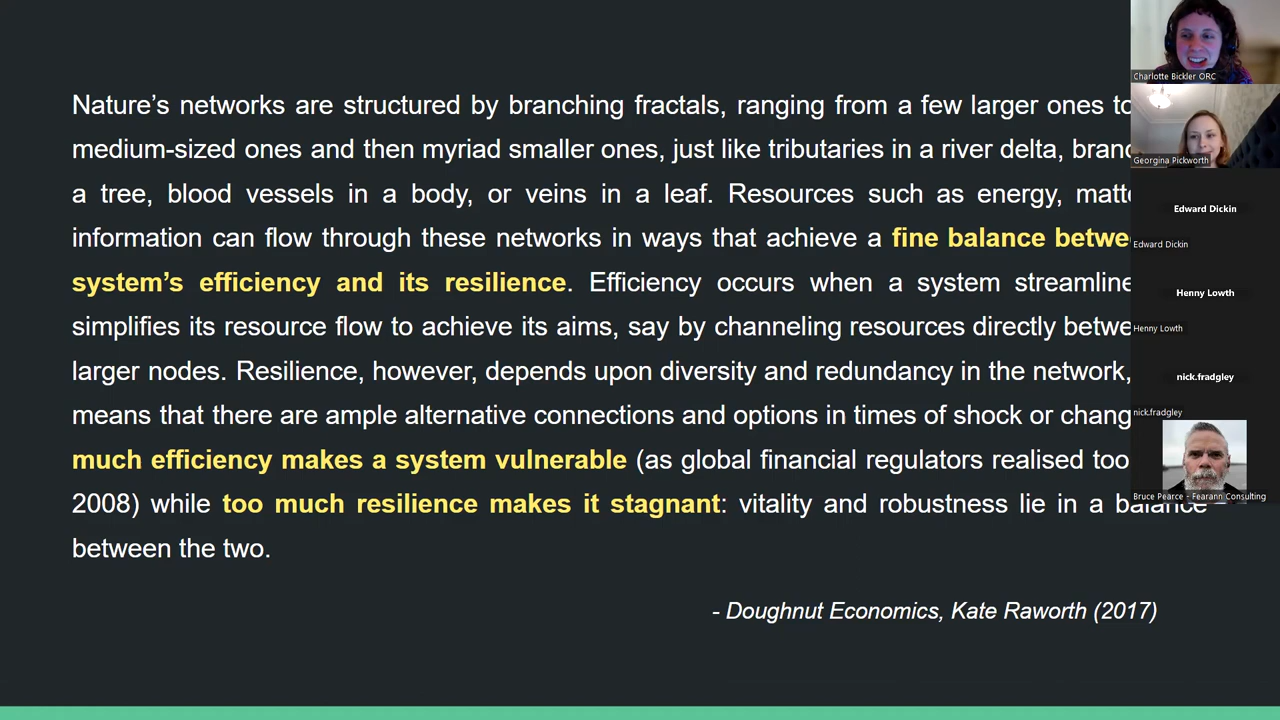 Nature’s networks are structured by branching fractals, ranging from a few larger ones to
medium-sized ones and then myriad smaller ones, just like tributaries in a river delta,
a tree, blood vessels in a body, or veins in a leaf. Resources such as energy,
information can flow through these networks in ways that achieve a fine balance
system’s efficiency and its resilience. Efficiency occurs when a system
simplifies its resource flow to achieve its aims, say by channeling resources directly
larger nodes. Resilience, however, depends upon diversity and redundancy in the network,
means that there are ample alternative connections and options in times of shock or
much efficiency makes a system vulnerable (as global financial regulators realised too
2008) while too much resilience makes it stagnant: vitality and robustness lie in a balance
between the two.
- Doughnut Economics, Kate Raworth (2017)
Charlotte Bickler ORC
Georgina Pickworth
Edward Dickin
Edward Dickin
Henny Lowth
Henny Lowth
nick.fradgley
nick.fradgley
Bruce Pearce - Fearann Consulting